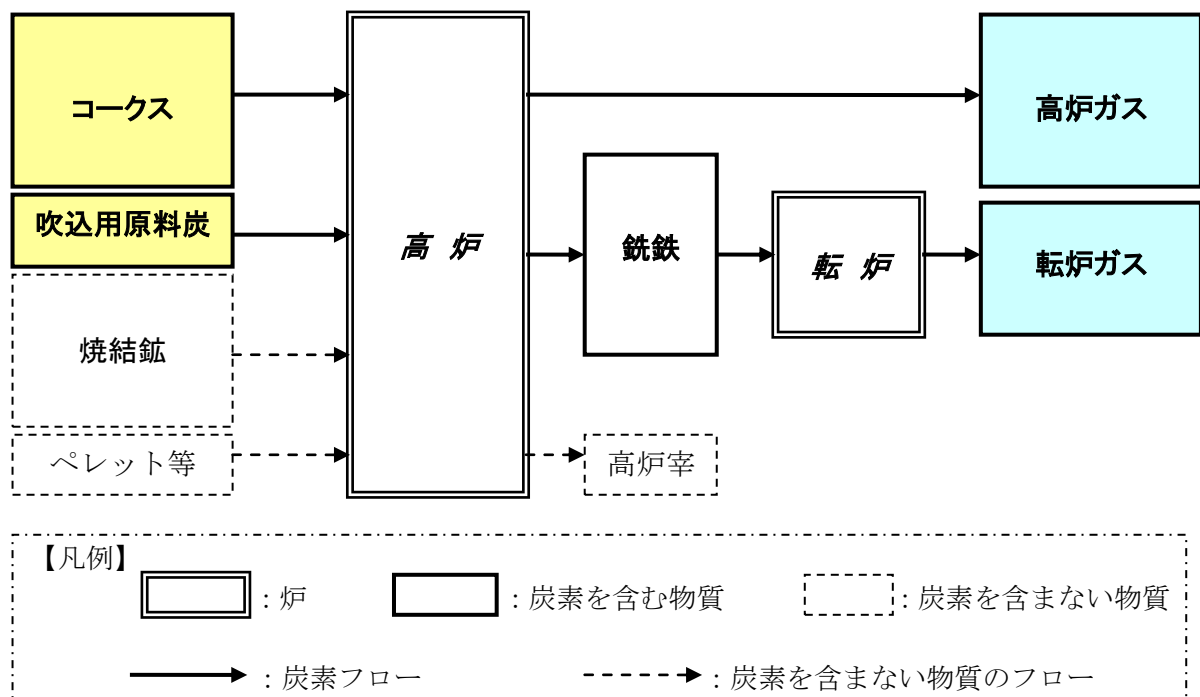 コークス
吹込用原料炭
焼結鉱
ペレット等
高 炉
銑鉄
転 炉
高炉宰
高炉ガス
転炉ガス
【凡例】
：炉
：炭素を含む物質
：炭素を含まない物質
：炭素フロー
：炭素を含まない物質のフロー